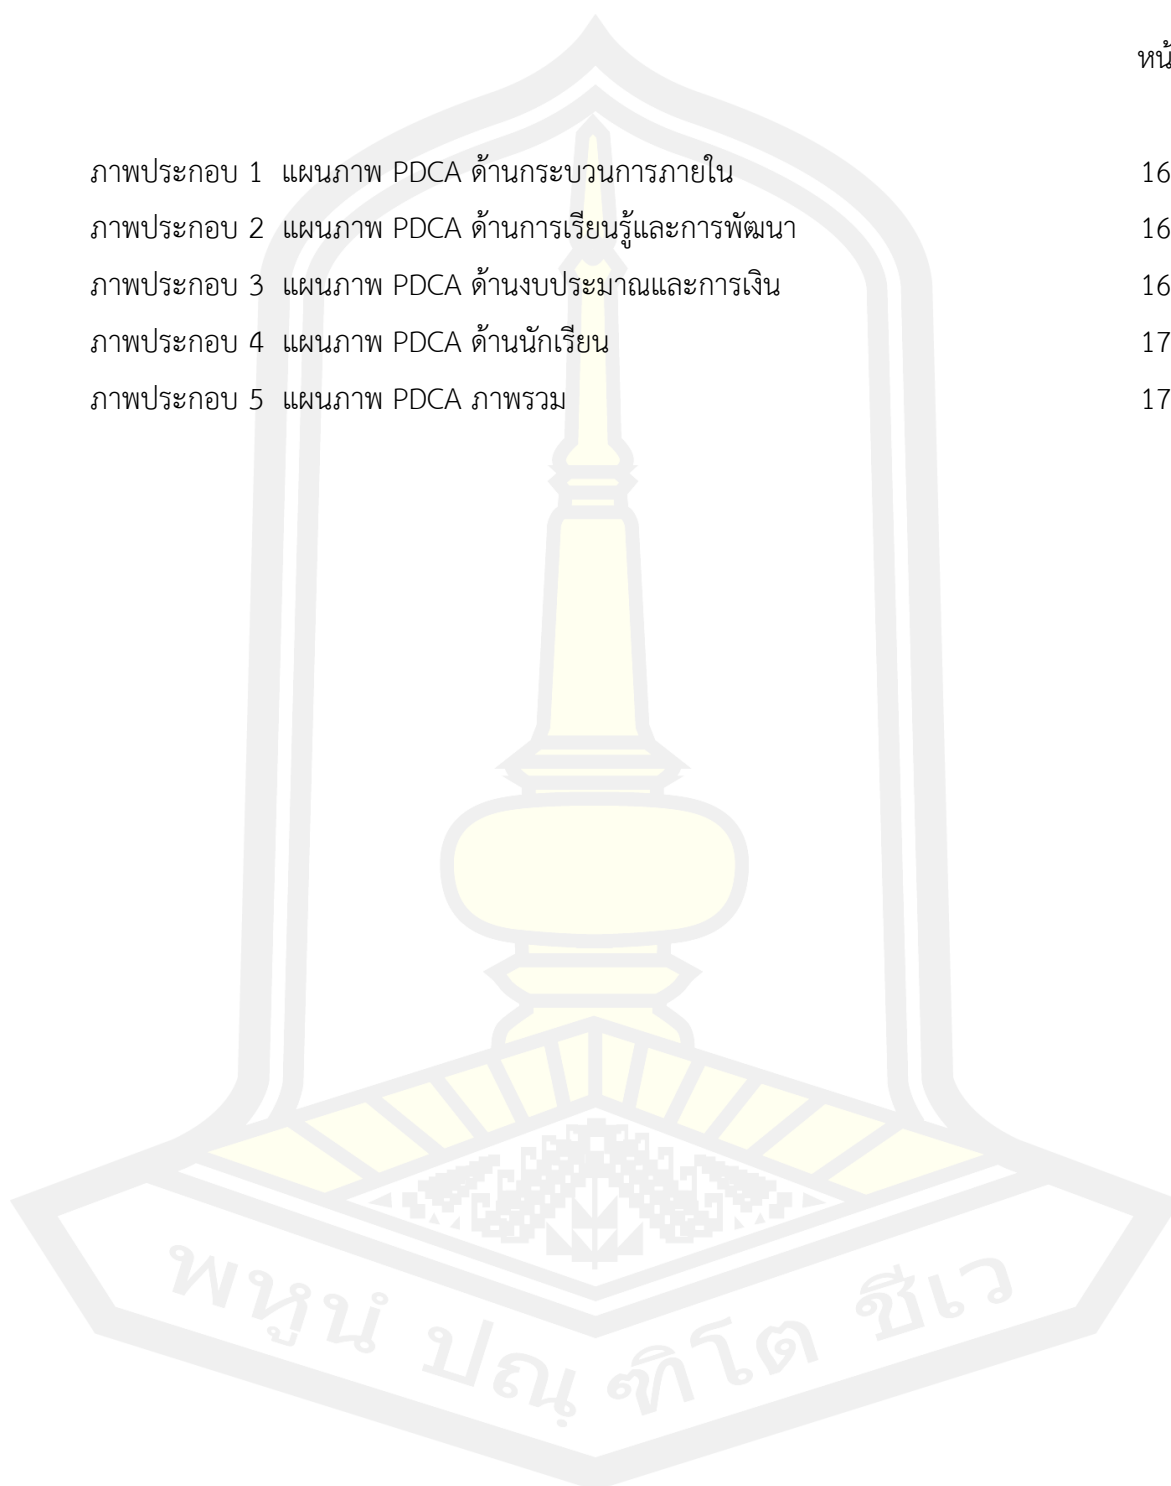 หน้
ภาพประกอบ 1 แผนภาพ PDCA ด้านกระบวนการภายใน 16
ภาพประกอบ 2 แผนภาพ PDCA ด้านการเรียนรู้และการพัฒนา 16
ภาพประกอบ 3 แผนภาพ PDCA ด้านงบประมาณและการเงิน 16
ภาพประกอบ 4 แผนภาพ PDCA ด้านนักเรียน 17
ภาพประกอบ 5 แผนภาพ PDCA ภาพรวม 17
พหูนํ ปณฺ ฑิโต ชีเว